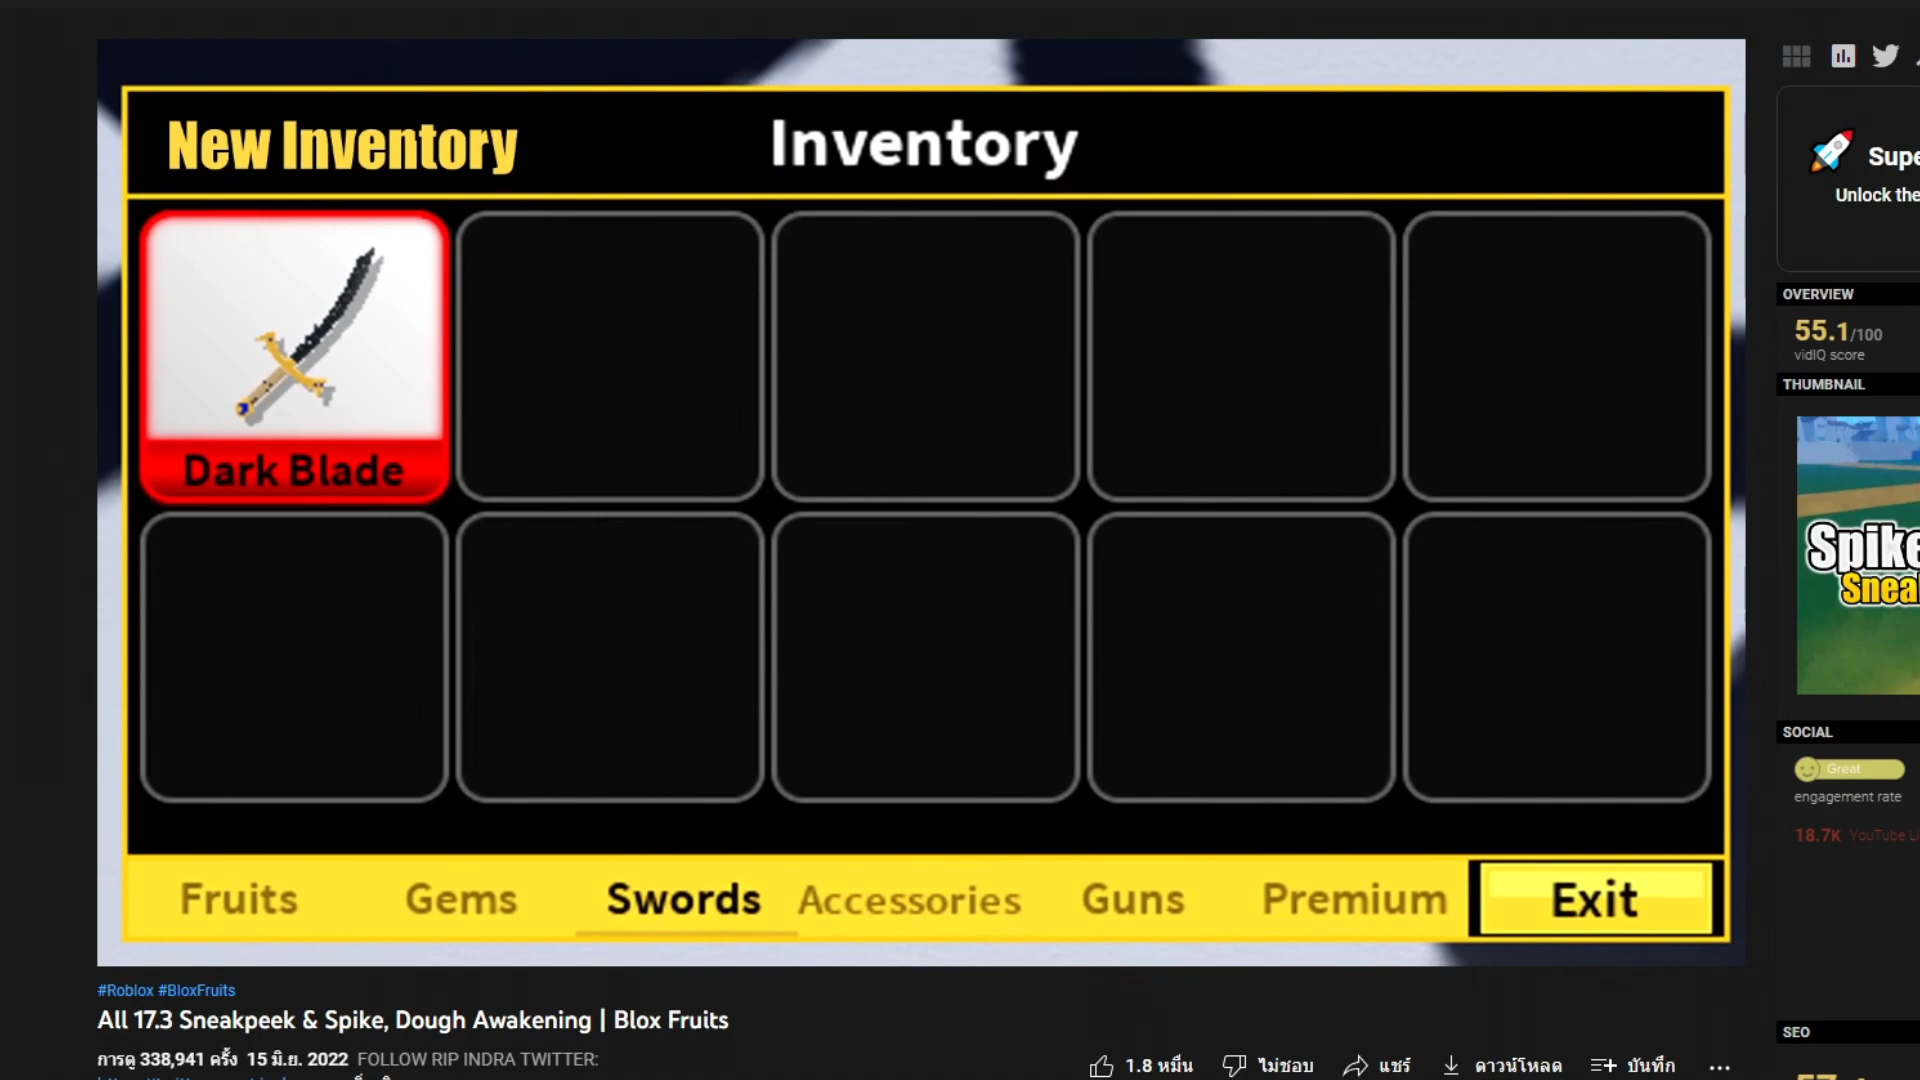 New Inventory
Inventory
Dark Blade
Fruits Gems Swords Accessories Guns Premium Exit
#Roblox #BloxFruits
All 17.3 Sneakpeek & Spike, Dough Awakening | Blox Fruits
การดู 338,941 ครั้ง 15 มิ.ย. 2022 FOLLOW RIP INDRA TWITTER:
1.8 หมื่น ไม่ชอบ แชร์ ดาวน์โหลด บันทึก
Unlock the
OVERVIEW
55.1/100
vidIQ score
THUMBNAIL
Spike
SOCIAL
Great
engagement rate
18.7K YouTube
SEO